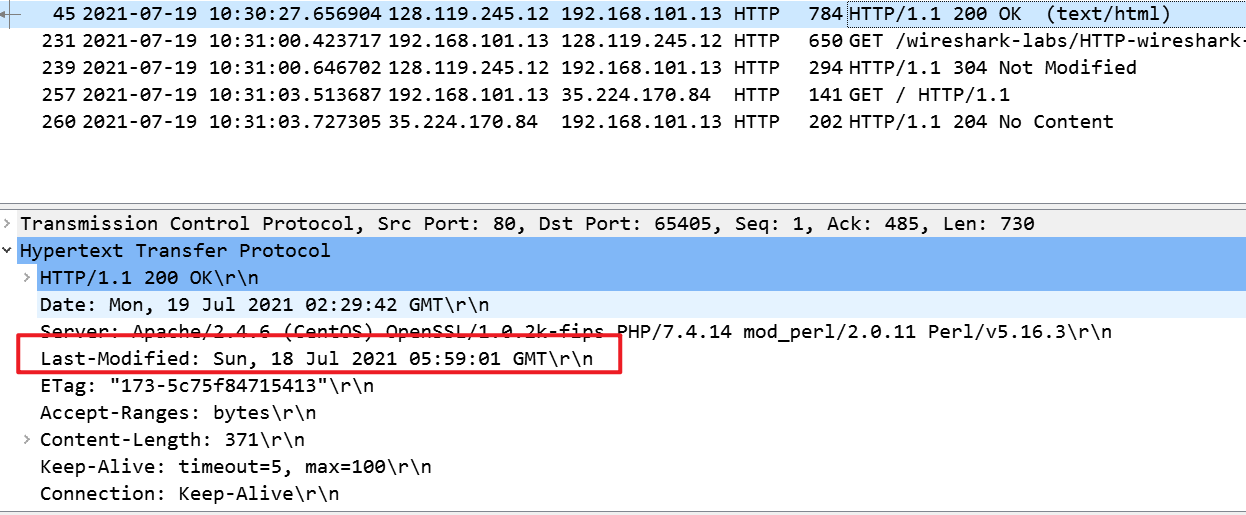 45 2021-07-19 10:30:27.656904 128.119.245.12 192.168.101.13 HTTP 784 HTTP/1.1 200 OK (text/html)
231 2021-07-19 10:31:00.423717 192.168.101.13 128.119.245.12 HTTP 650 GET /wireshark-labs/HTTP-wireshark-
239 2021-07-19 10:31:00.646702 128.119.245.12 192.168.101.13 HTTP 294 HTTP/1.1 304 Not Modified
257 2021-07-19 10:31:03.513687 192.168.101.13 35.224.170.84 HTTP 141 GET / HTTP/1.1
260 2021-07-19 10:31:03.727305 35.224.170.84 192.168.101.13 HTTP 202 HTTP/1.1 204 No Content
Transmission Control Protocol, Src Port: 80, Dst Port: 65405, Seq: 1, Ack: 485, Len: 730
Hypertext Transfer Protocol
HTTP/1.1 200 OK\r\n
Date: Mon, 19 Jul 2021 02:29:42 GMT\r\n
Server: Apache/2.4.6 (CentOS) OpenSSL/1.0.2k-fips PHP/7.4.14 mod_perl/2.0.11 Perl/v5.16.3\r\n
Last-Modified: Sun, 18 Jul 2021 05:59:01 GMT\r\n
ETag: "173-5c75f84715413"\r\n
Accept-Ranges: bytes\r\n
Content-Length: 371\r\n
Keep-Alive: timeout=5, max=100\r\n
Connection: Keep-Alive\r\n